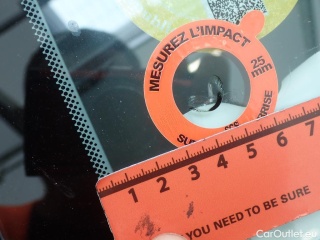 MESUREZ L'IMPACT
25
mm
1 2 3 4 5 6 7
YOU NEED TO BE SURE
CarOutlet.eu